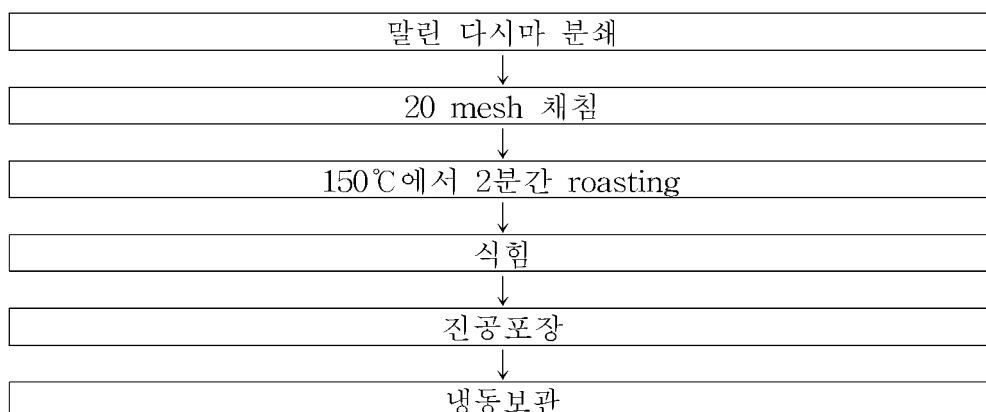 말린 다시마 분쇄
↓
20 mesh 채침
↓
150℃에서 2분간 roasting
↓
식힘
↓
진공포장
↓
냉동보관